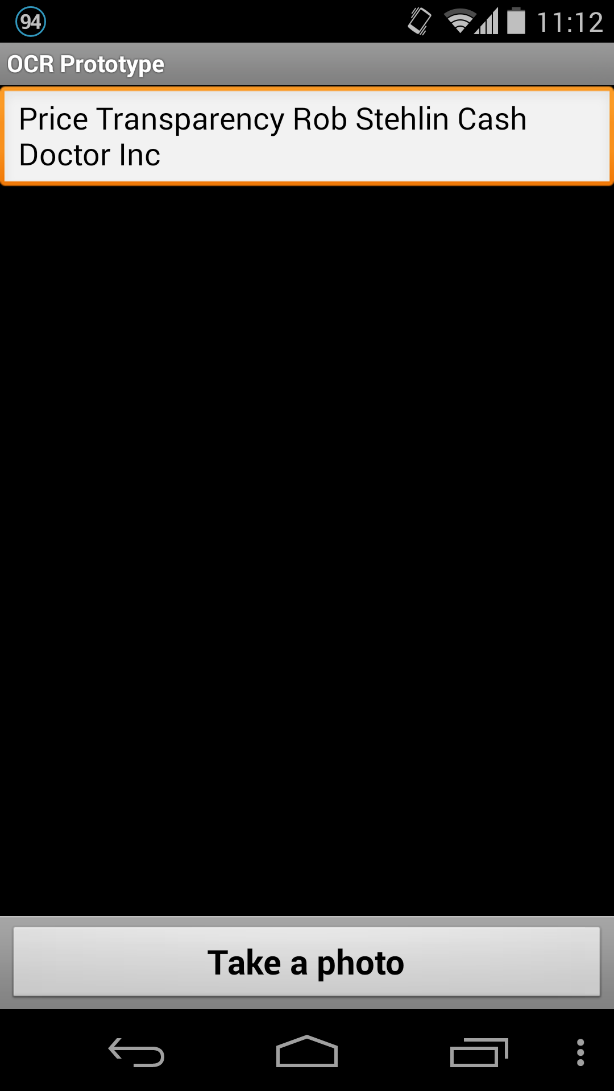 94 11:12
OCR Prototype
Price Transparency Rob Stehlin Cash
Doctor Inc
Take a photo